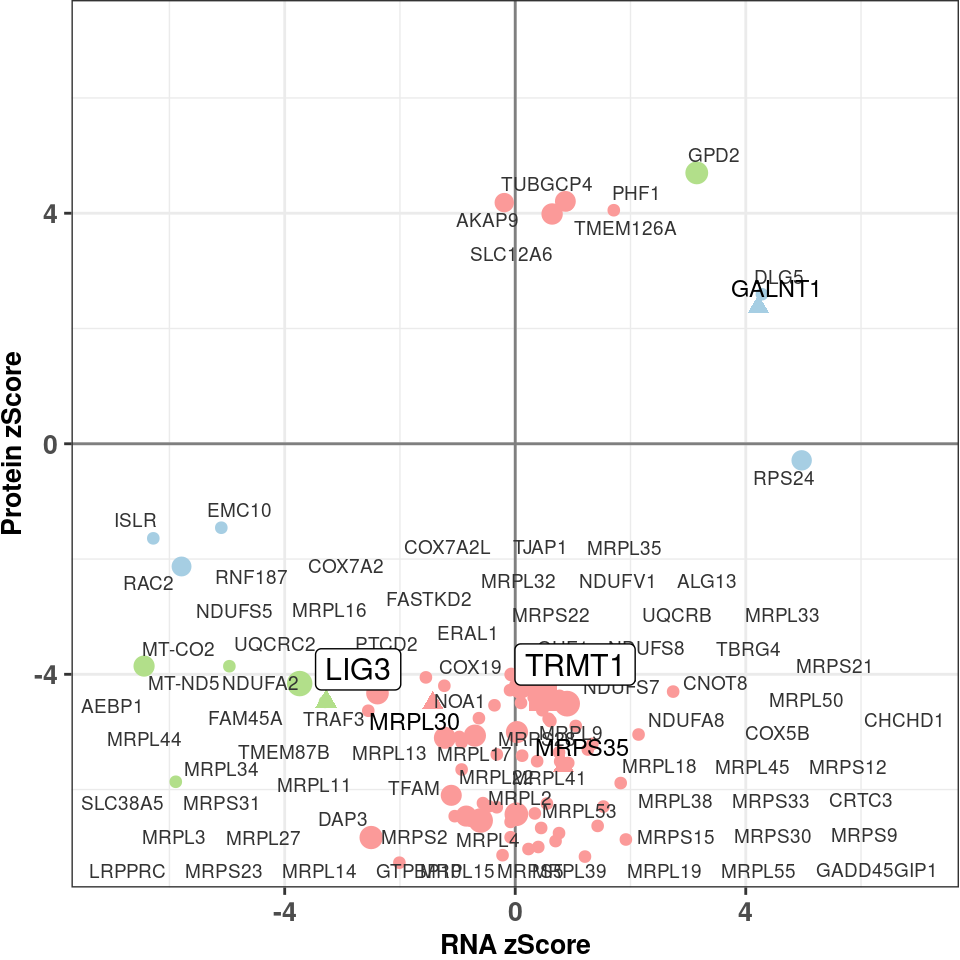 GPD2
TUBGCP4
PHF1
4
AKAP9
TMEM126A
SLC12A6
DLG5
GALNT1
Protein zScore
0
RPS24
EMC10
ISLR
COX7A2L TJAP1 MRPL35
COX7A2
RAC2 RNF187 MRPL32 NDUFV1 ALG13
FASTKD2
NDUFS5 MRPL16 MRPS22 UQCRB MRPL33
ERAL1
MT-CO2 UQCRC2 PTCD2 NDUFS8 TBRG4
-4 LIG3 COX19 TRMT1 MRPS21
MT-ND5 NDUFA2 NDUFS7 CNOT8
AEBP1 NOA1 MRPL50
FAM45A TRAF3 MRPL30 NDUFA8 CHCHD1
MRPL44 MRPS28 MRPL9 COX5B
TMEM87B MRPL13 MRPL17 MRPS35
MRPL34 MRPL18 MRPL45 MRPS12
MRPL11 TFAM MRPL22 MRPL41
SLC38A5 MRPS31 MRPL2 MRPL38 MRPS33 CRTC3
DAP3 MRPL53
MRPL3 MRPL27 MRPS2 MRPL4 MRPS15 MRPS30 MRPS9
LRPPRC MRPS23 MRPL14 GTPBP10 MRPL15 MRPS5 MRPL39 MRPL19 MRPL55 GADD45GIP1
-4 0 4
RNA zScore